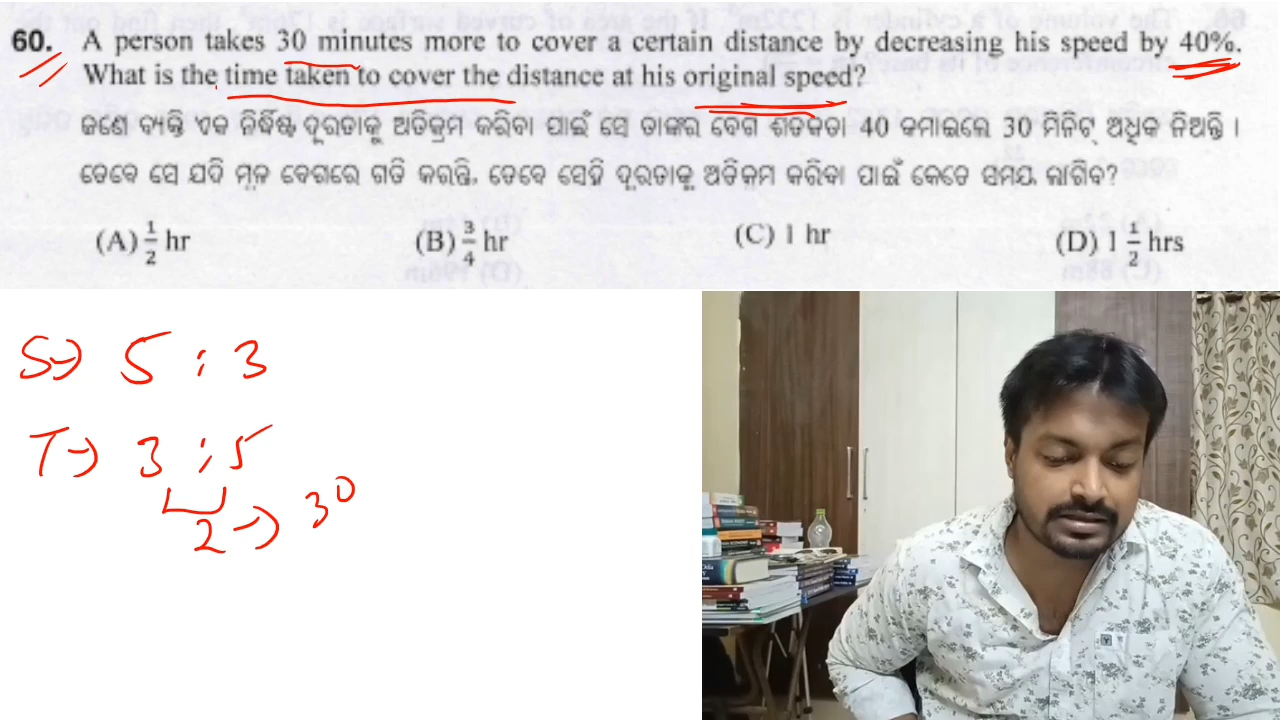 60. A person takes 30 minutes more to cover a certain distance by decreasing his speed by 40%.
What is the time taken to cover the distance at his original speed?
ଜଣେ ବ୍ୟକ୍ତି ଏକ ନିର୍ଦ୍ଧିଷ୍ଟ ଦୂରତାକୁ ଅତିକ୍ରମ କରିବା ପାଇଁ ସେ ତାଙ୍କର ବେଗ ଶତକଡା 40 କମାଇଲେ 30 ମିନିଟ୍ ଅଧିକ ନିଅନ୍ତି ।
ତେବେ ସେ ଯଦି ମୂଳ ବେଗରେ ଗତି କରନ୍ତି, ତେବେ ସେହି ଦୂରତାକୁ ଅତିକ୍ରମ କରିବା ପାଇଁ କେତେ ସମୟ ଲାଗିବ?
(A) 1/2 hr (B) 3/4 hr (C) 1 hr (D) 1 1/2 hrs
S→ 5 : 3
T→ 3 : 5
2 → 30